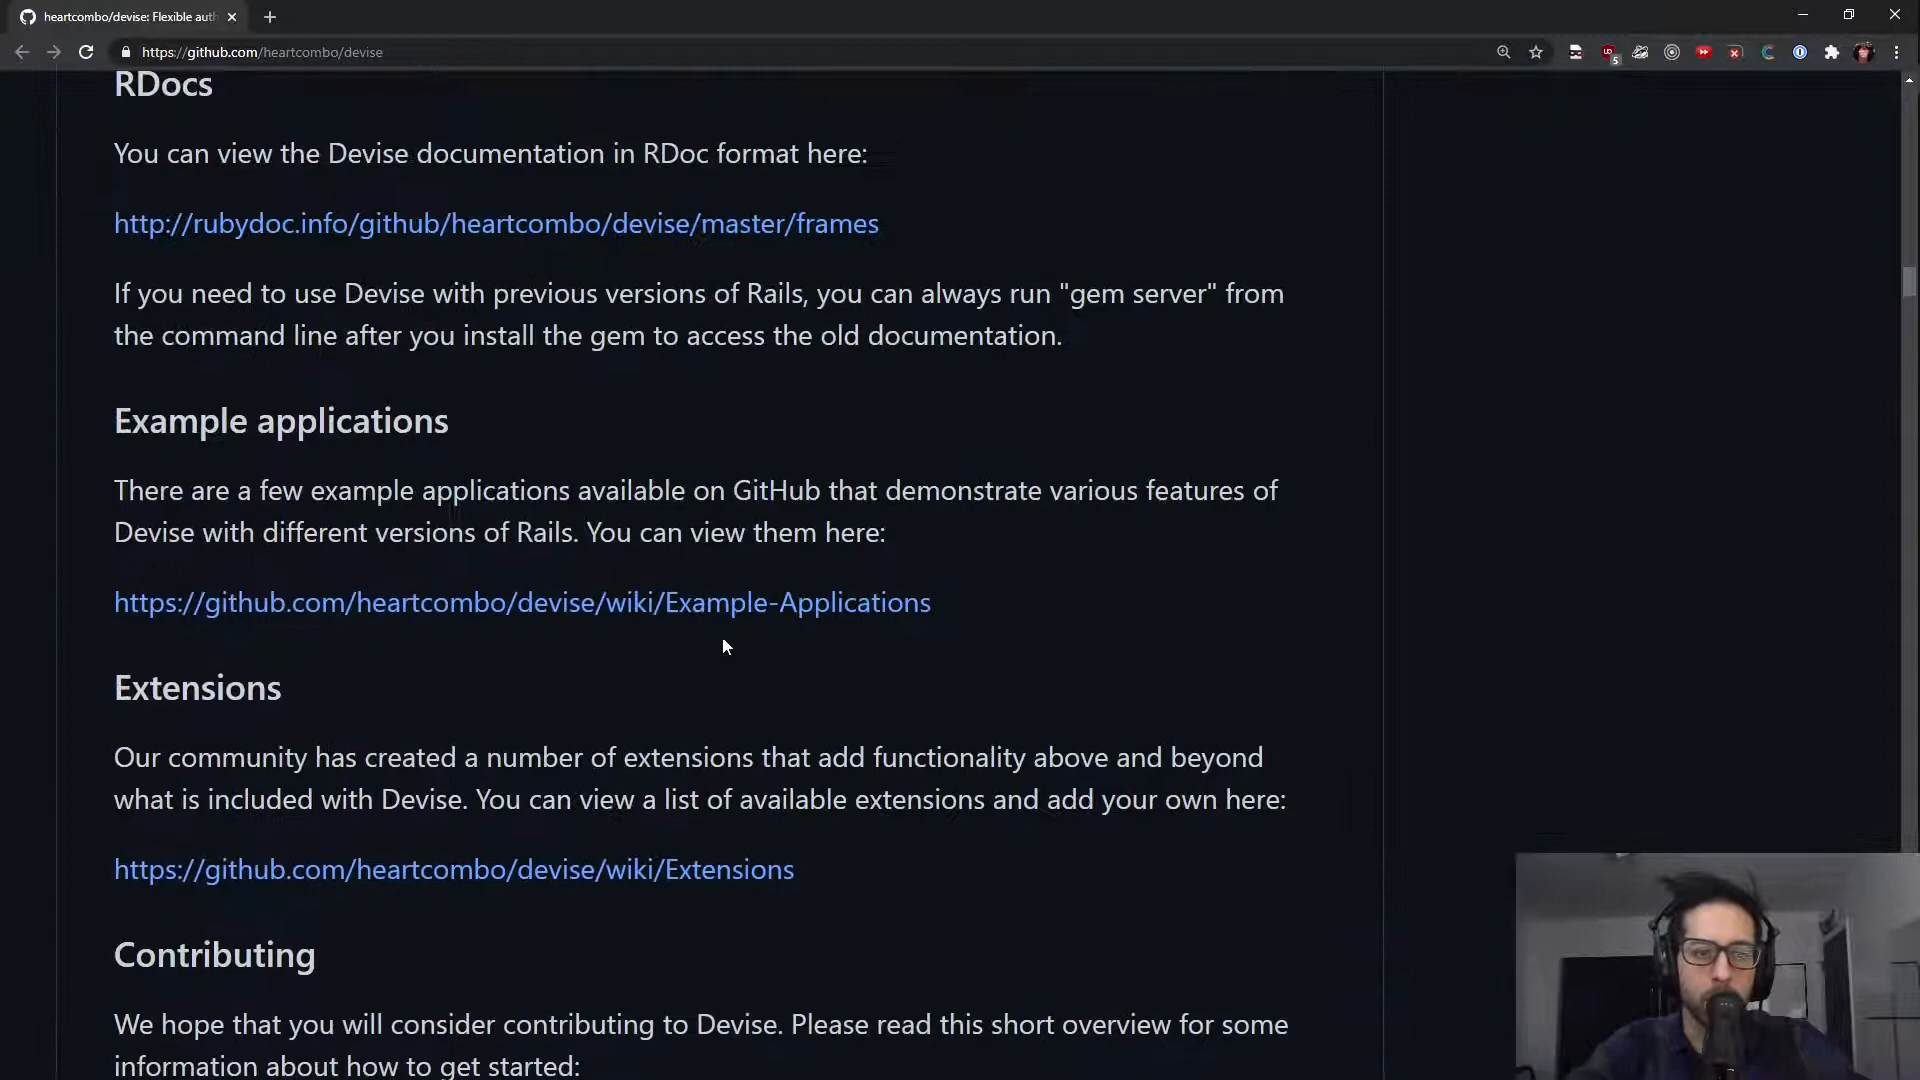 heartcombo/devise: Flexible auth
https://github.com/heartcombo/devise
5
RDocs
You can view the Devise documentation in RDoc format here:
http://rubydoc.info/github/heartcombo/devise/master/frames
If you need to use Devise with previous versions of Rails, you can always run "gem server" from
the command line after you install the gem to access the old documentation.
Example applications
There are a few example applications available on GitHub that demonstrate various features of
Devise with different versions of Rails. You can view them here:
https://github.com/heartcombo/devise/wiki/Example-Applications
Extensions
Our community has created a number of extensions that add functionality above and beyond
what is included with Devise. You can view a list of available extensions and add your own here:
https://github.com/heartcombo/devise/wiki/Extensions
Contributing
We hope that you will consider contributing to Devise. Please read this short overview for some
information about how to get started: